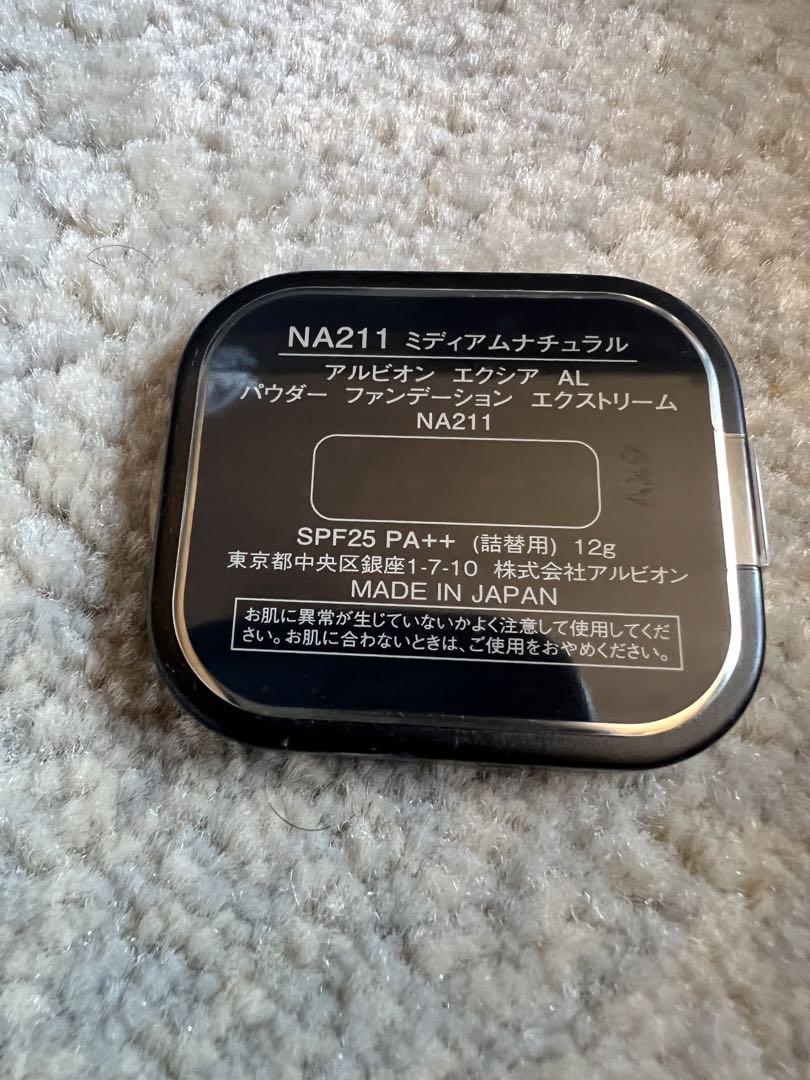 NA211 ミディアムナチュラル
アルビオン エクシア AL
パウダー ファンデーション エクストリーム
NA211
SPF25 PA++ (詰替用) 12g
東京都中央区銀座1-7-10 株式会社アルビオン
MADE IN JAPAN
お肌に異常が生じていないかよく注意して使用してくだ
さい。お肌に合わないときは、ご使用をおやめください。